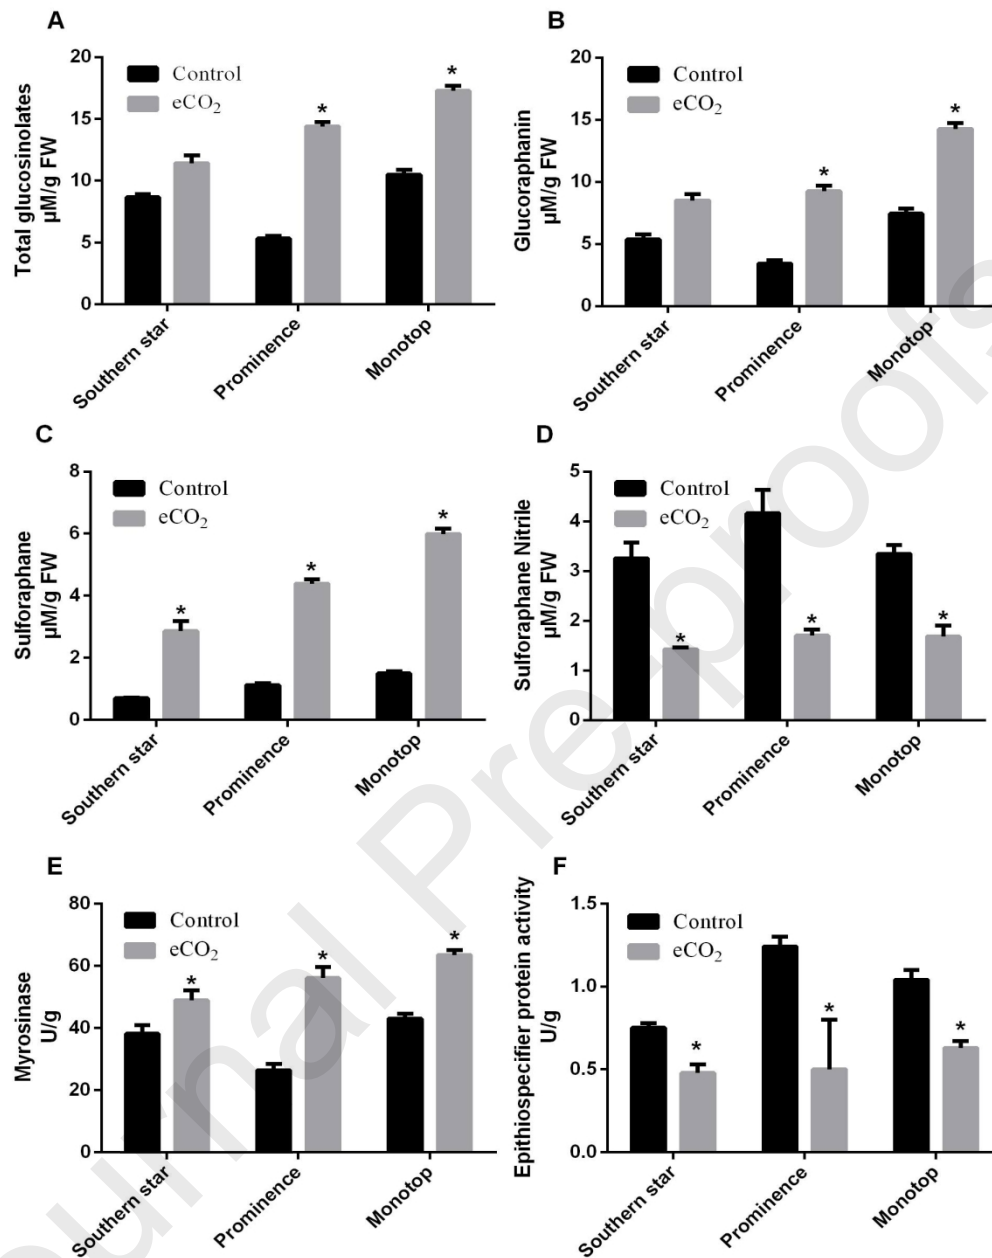 A
Total glucosinolates
µM/g FW
20
15
10
5
0
Control
eCO₂
*
*
Southern star
Prominence
Monotop
B
Glucoraphanin
µM/g FW
20
15
10
5
0
Control
eCO₂
*
*
Southern star
Prominence
Monotop
C
Sulforaphane
µM/g FW
8
6
4
2
0
Control
eCO₂
*
*
*
Southern star
Prominence
Monotop
D
Sulforaphane Nitrile
µM/g FW
5
4
3
2
1
0
Control
eCO₂
*
*
*
Southern star
Prominence
Monotop
E
Myrosinase
U/g
80
60
40
20
0
Control
eCO₂
*
*
*
Southern star
Prominence
Monotop
F
Epithiospecifier protein activity
U/g
1.5
1.0
0.5
0.0
Control
eCO₂
*
*
*
Southern star
Prominence
Monotop
urnal Pre-proofs